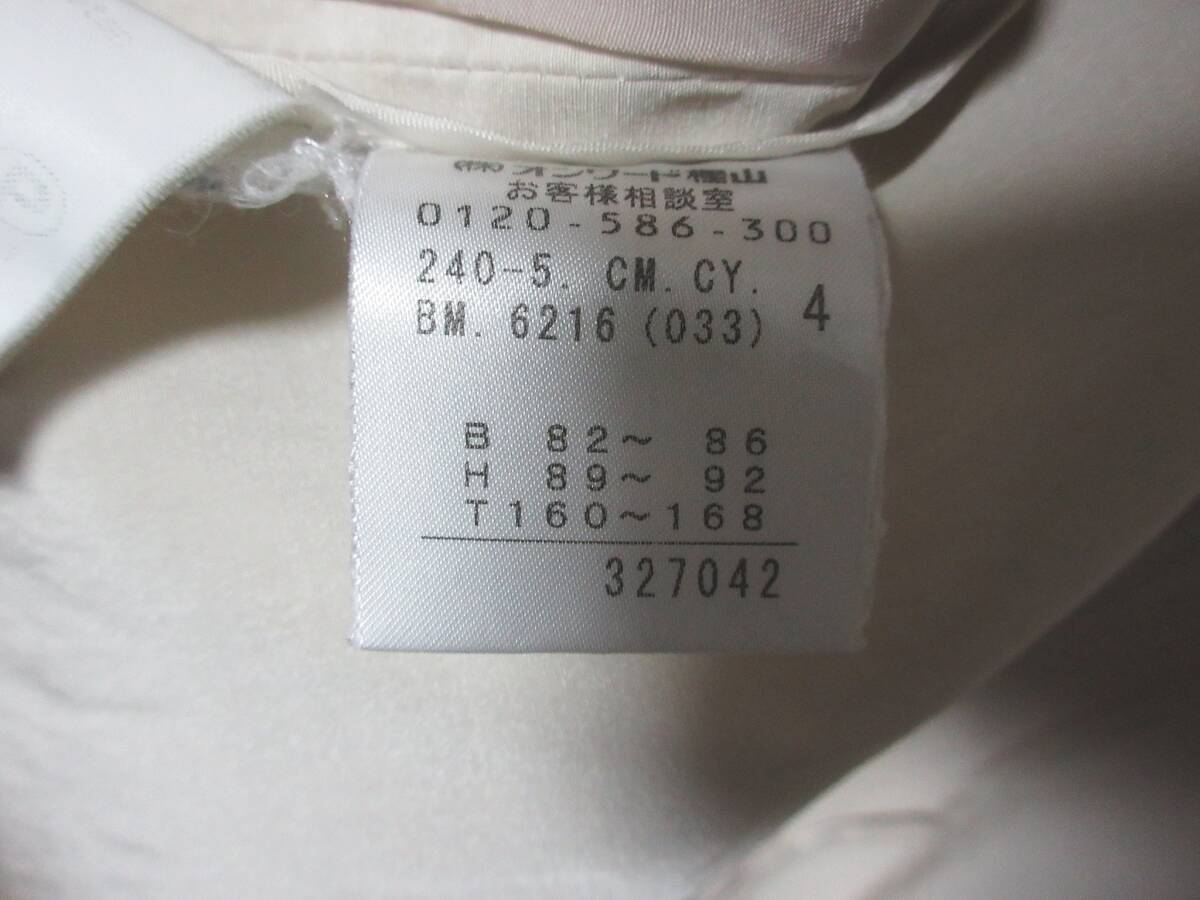 ㈱オンワード樫山
お客様相談室
0120-586-300
240-5. CM. CY. 4
BM. 6216 (033)
B 82～ 86
H 89～ 92
T160～168
327042